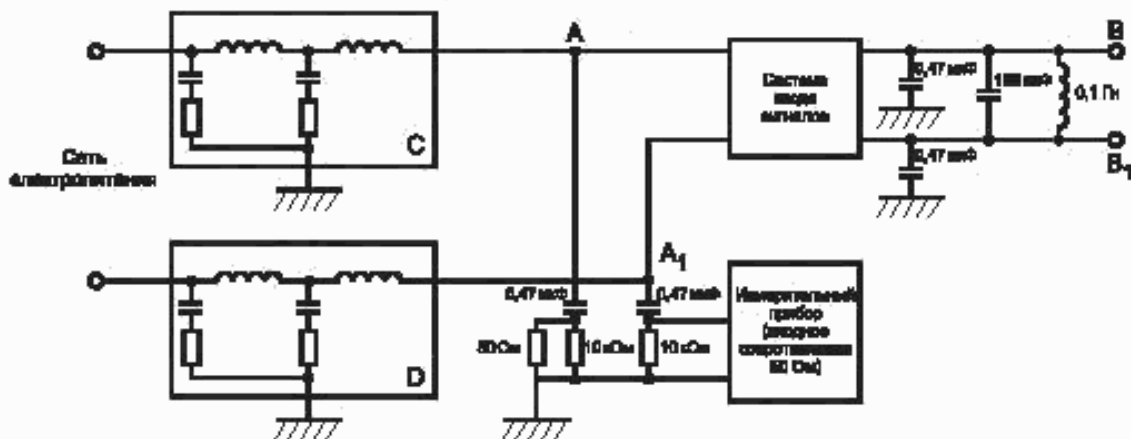 A
B
Система
ввода
сигналов
0,47 мкФ
100 мкФ
0,1 Гн
C
Сеть
электропитания
0,47 мкФ
B1
A1
0,47 мкФ
0,47 мкФ
Измерительный
прибор
(входное
сопротивление
50 Ом)
50 Ом
10 кОм
10 кОм
D